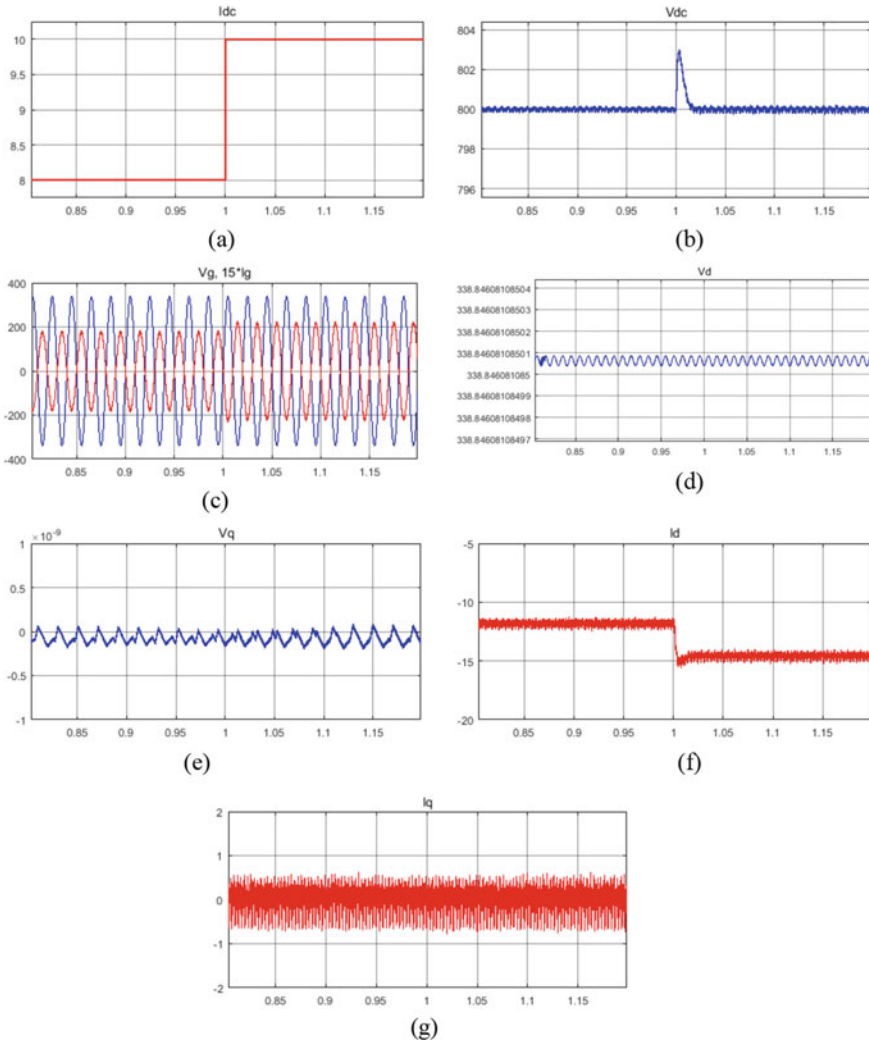 Idc
10
9.5
9
8.5
8
0.85 0.9 0.95 1 1.05 1.1 1.15
(a)
Vdc
804
802
800
798
796
0.85 0.9 0.95 1 1.05 1.1 1.15
(b)
Vg, 15*Ig
400
200
0
-200
-400
0.85 0.9 0.95 1 1.05 1.1 1.15
(c)
Vd
338.84608108504
338.84608108503
338.84608108502
338.84608108501
338.846081085
338.84608108499
338.84608108498
338.84608108497
0.85 0.9 0.95 1 1.05 1.1 1.15
(d)
Vq
×10-9
1
0.5
0
-0.5
-1
0.85 0.9 0.95 1 1.05 1.1 1.15
(e)
Id
-5
-10
-15
-20
0.85 0.9 0.95 1 1.05 1.1 1.15
(f)
Iq
2
1
0
-1
-2
0.85 0.9 0.95 1 1.05 1.1 1.15
(g)